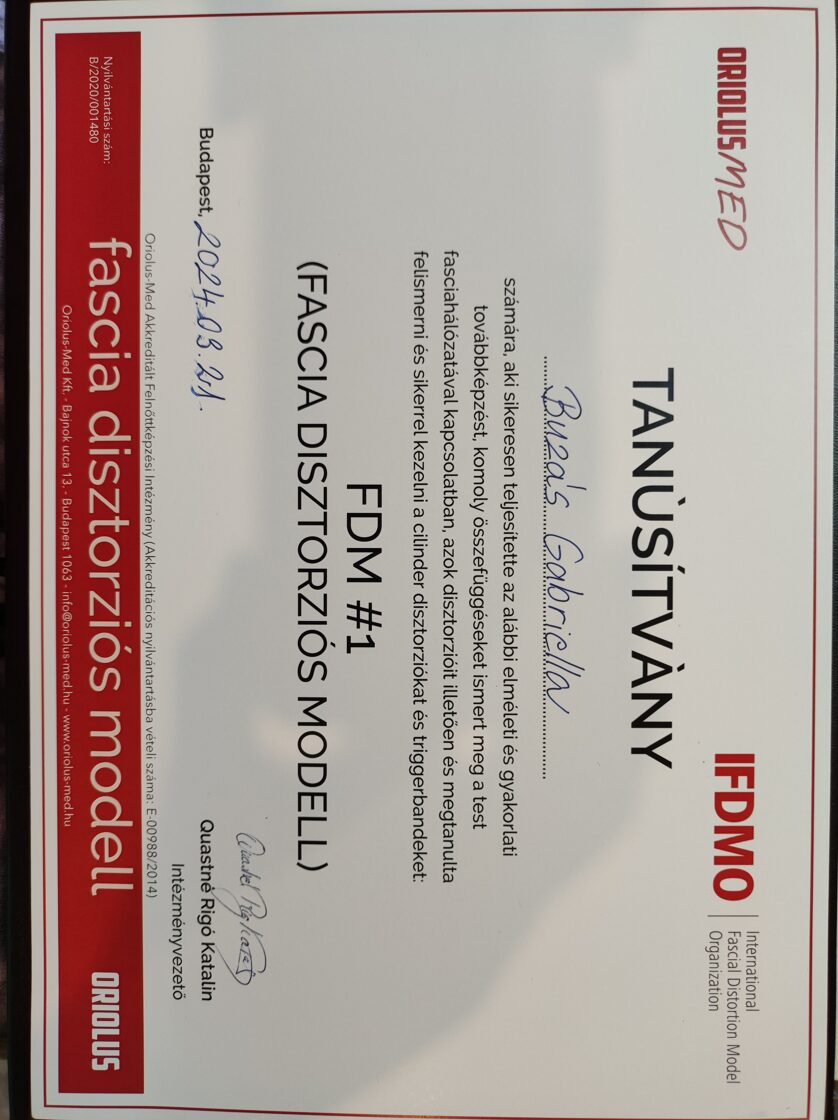 ORIOLUSMED
IFDMO
International
Fascial Distortion Model
Organization
TANÙSÍTVÀNY
Buzás Gabriella
számára, aki sikeresen teljesítette az alábbi elméleti és gyakorlati
továbbképzést, komoly összefüggéseket ismert meg a test
fasciahálózatával kapcsolatban, azok disztorzióit illetően és megtanulta
felismerni és sikerrel kezelni a cilinder disztorziókat és triggerbandeket:
FDM #1
(FASCIA DISZTORZIÓS MODELL)
Budapest, 2024.03.21.
Quastné Rigó Katalin
Intézményvezető
Oriolus-Med Akkreditált Felnőttképzési Intézmény (Akkreditációs nyilvántartásba vételi száma: E-00988/2014)
Nyilvántartási szám:
B/2020/001480
fascia disztorziós modell
ORIOLUS
Oriolus-Med Kft. - Bajnok utca 13. - Budapest 1063 - info@oriolus-med.hu - www.oriolus-med.hu